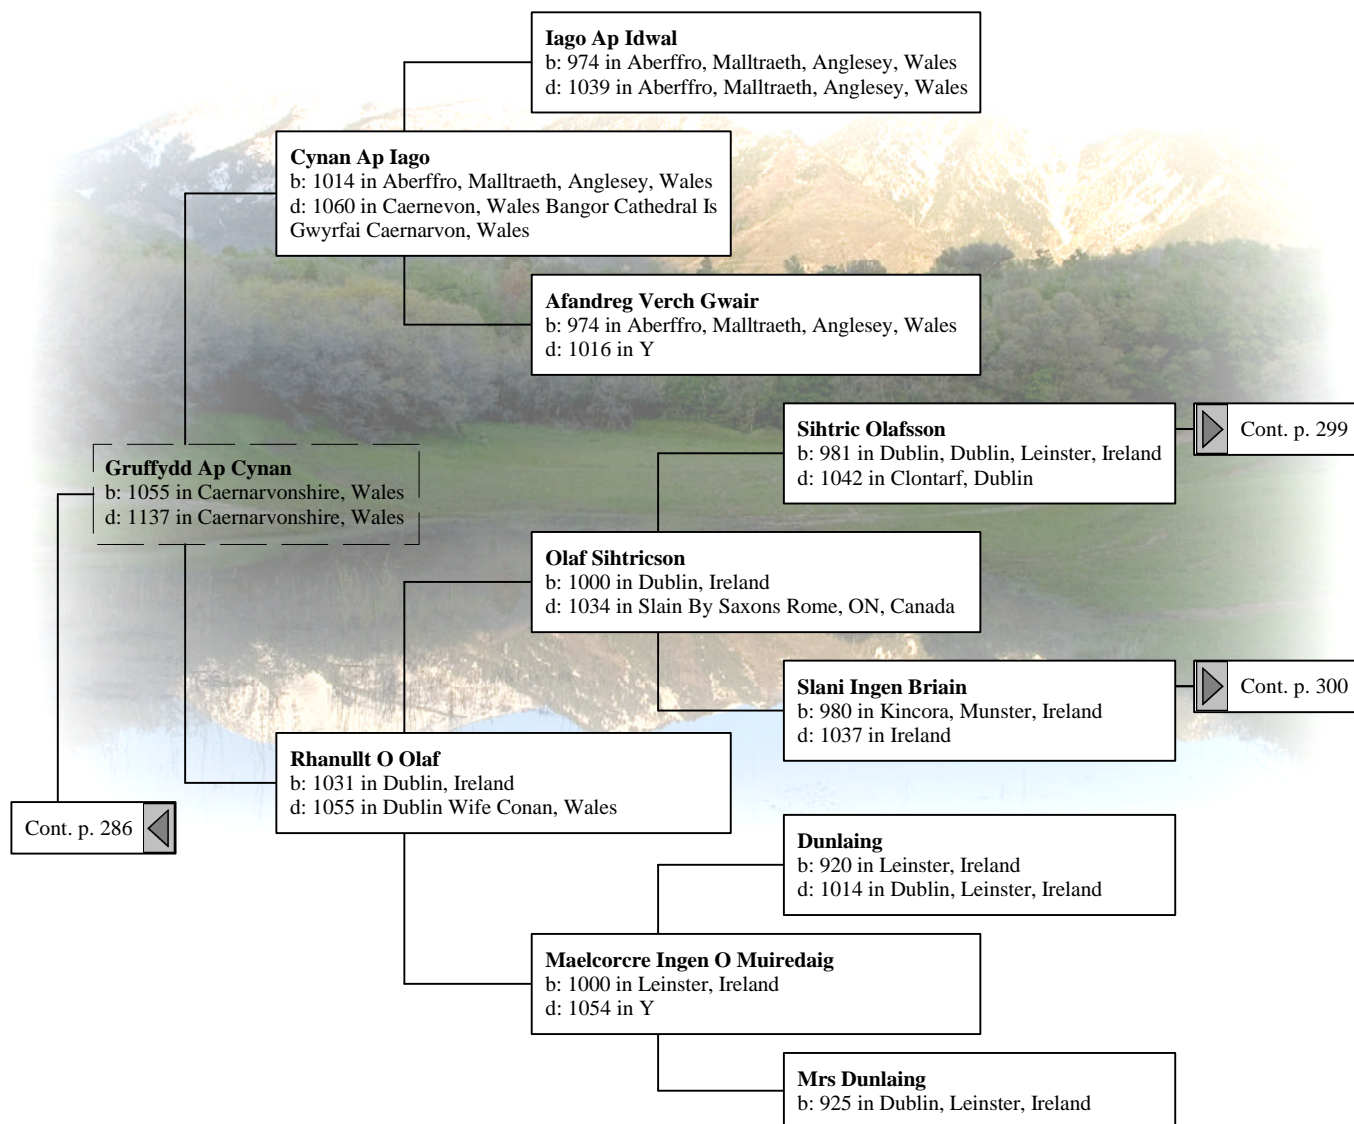 Iago Ap Idwal
b: 974 in Aberffro, Malltraeth, Anglesey, Wales
d: 1039 in Aberffro, Malltraeth, Anglesey, Wales
Cynan Ap Iago
b: 1014 in Aberffro, Malltraeth, Anglesey, Wales
d: 1060 in Caernevon, Wales Bangor Cathedral Is
Gwyrfai Caernarvon, Wales
Afandreg Verch Gwair
b: 974 in Aberffro, Malltraeth, Anglesey, Wales
d: 1016 in Y
Sihtric Olafsson
b: 981 in Dublin, Dublin, Leinster, Ireland
d: 1042 in Clontarf, Dublin
Cont. p. 299
Gruffydd Ap Cynan
b: 1055 in Caernarvonshire, Wales
d: 1137 in Caernarvonshire, Wales
Olaf Sihtricson
b: 1000 in Dublin, Ireland
d: 1034 in Slain By Saxons Rome, ON, Canada
Slani Ingen Briain
b: 980 in Kincora, Munster, Ireland
d: 1037 in Ireland
Cont. p. 300
Rhanullt O Olaf
b: 1031 in Dublin, Ireland
d: 1055 in Dublin Wife Conan, Wales
Cont. p. 286
Dunlaing
b: 920 in Leinster, Ireland
d: 1014 in Dublin, Leinster, Ireland
Maelcorcre Ingen O Muiredaig
b: 1000 in Leinster, Ireland
d: 1054 in Y
Mrs Dunlaing
b: 925 in Dublin, Leinster, Ireland